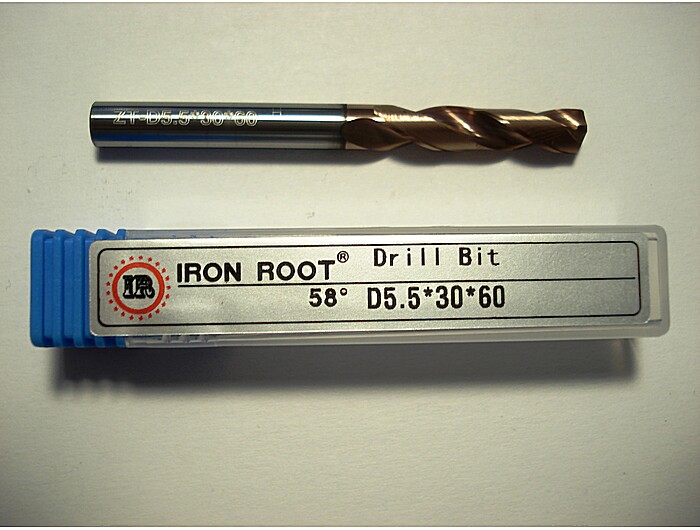 ZT-D5.5*30*60 H
IR
IRON ROOT® Drill Bit
58° D5.5*30*60